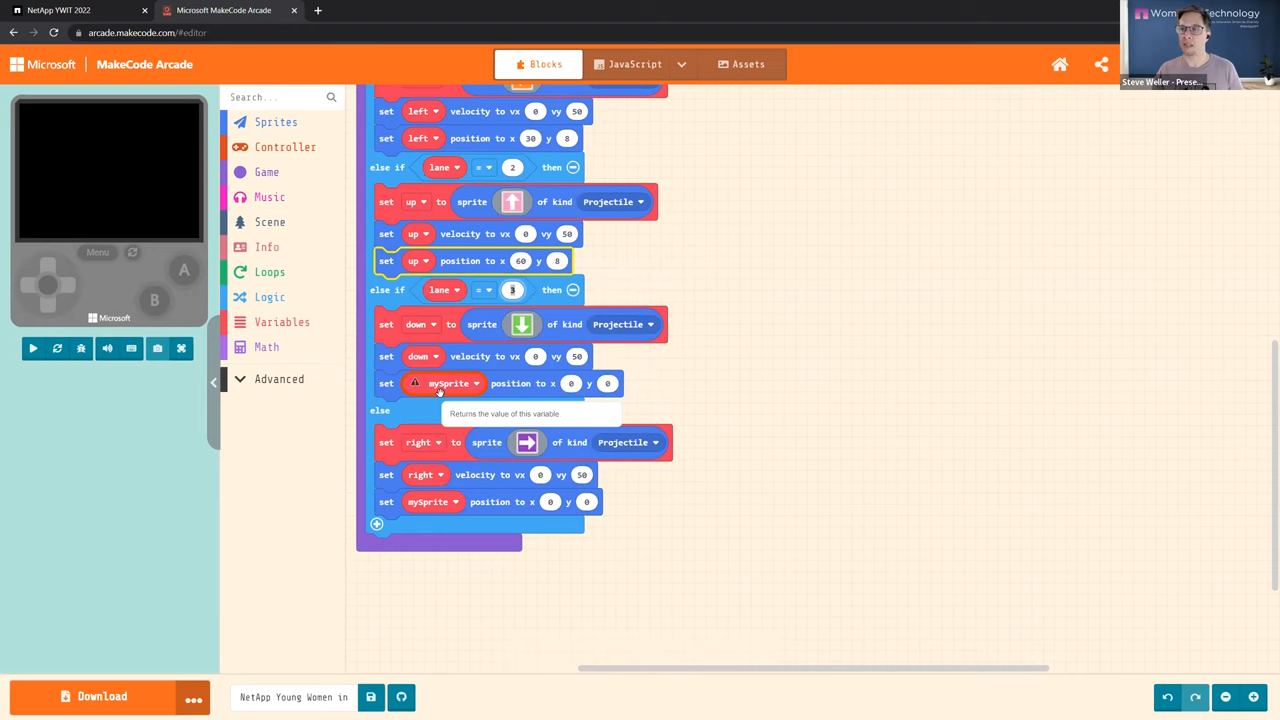 NetApp YWIT 2022
Microsoft MakeCode Arcade
arcade.makecode.com/#editor
Microsoft
MakeCode Arcade
Blocks
JavaScript
Assets
Steve Weller - Prese...
Search...
Sprites
Controller
Game
Music
Scene
Info
Loops
Logic
Variables
Math
Advanced
Menu
A
B
Microsoft
set left velocity to vx 0 vy 50
set left position to x 30 y 8
else if lane = 2 then
set up to sprite of kind Projectile
set up velocity to vx 0 vy 50
set up position to x 60 y 8
else if lane = 3 then
set down to sprite of kind Projectile
set down velocity to vx 0 vy 50
set mySprite position to x 0 y 0
Returns the value of this variable.
else
set right to sprite of kind Projectile
set right velocity to vx 0 vy 50
set mySprite position to x 0 y 0
Download
NetApp Young Women in